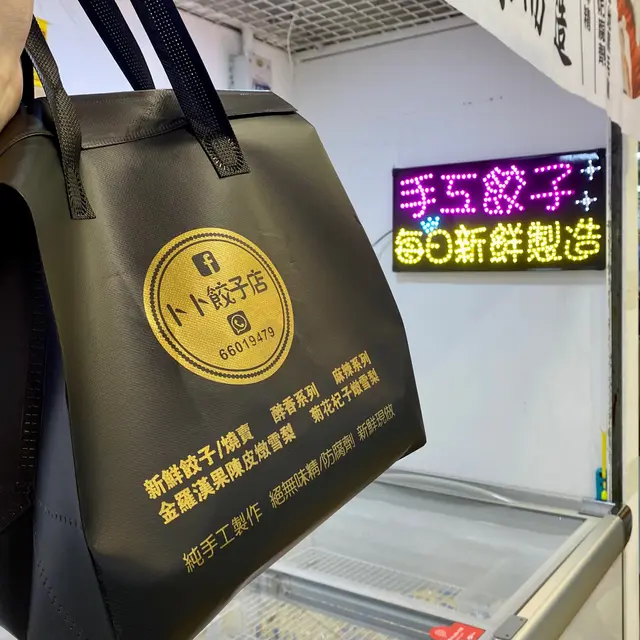 卜卜餃子店
66019479
新鮮餃子/燒賣 醉香系列 麻辣系列
金羅漢果陳皮燉雪梨 菊花杞子燉雪梨
純手工製作 絕無味精/防腐劑 新鮮現做
手工餃子
新鮮製造